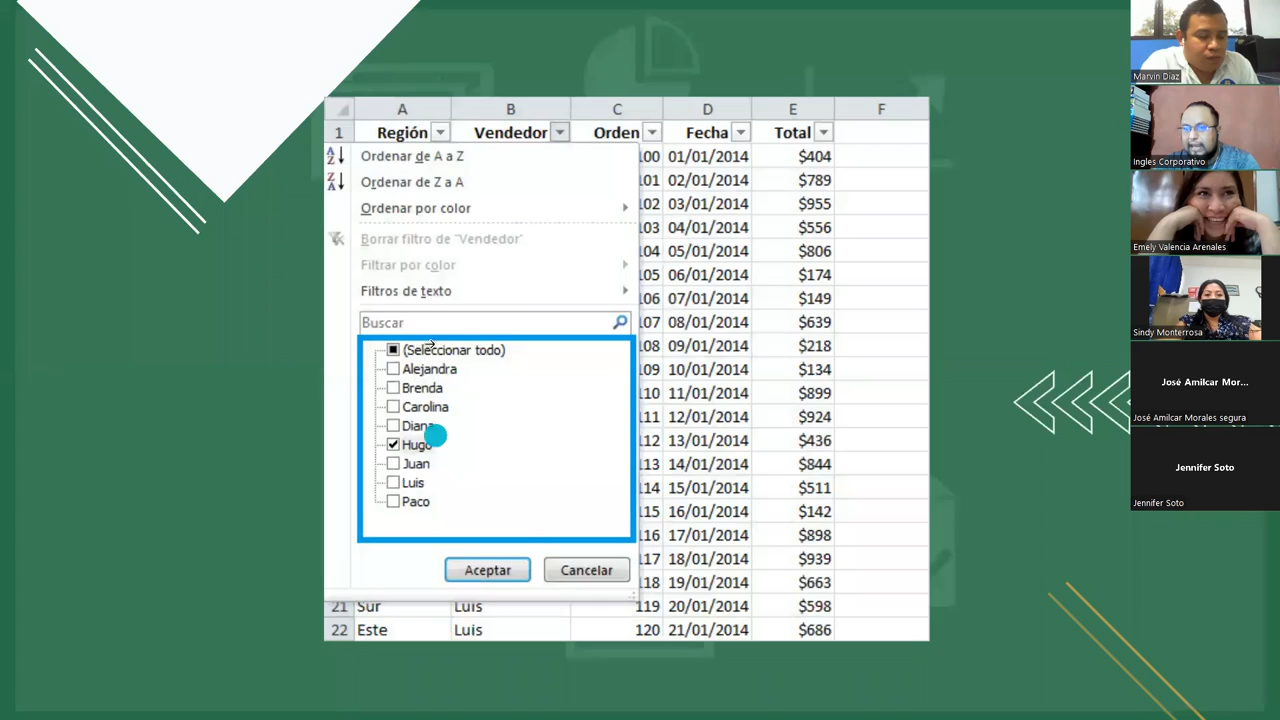 A B C D E F
1 Región Vendedor Orden Fecha Total
Ordenar de A a Z 100 01/01/2014 $404
Ordenar de Z a A 101 02/01/2014 $789
Ordenar por color 102 03/01/2014 $955
103 04/01/2014 $556
Borrar filtro de "Vendedor" 104 05/01/2014 $806
Filtrar por color 105 06/01/2014 $174
Filtros de texto 106 07/01/2014 $149
Buscar 107 08/01/2014 $639
(Seleccionar todo) 108 09/01/2014 $218
Alejandra 109 10/01/2014 $134
Brenda 110 11/01/2014 $899
Carolina 111 12/01/2014 $924
Diana 112 13/01/2014 $436
Hugo
Juan 113 14/01/2014 $844
Luis 114 15/01/2014 $511
Paco 115 16/01/2014 $142
116 17/01/2014 $898
Aceptar Cancelar 117 18/01/2014 $939
118 19/01/2014 $663
21 Sur Luis 119 20/01/2014 $598
22 Este Luis 120 21/01/2014 $686
Marvin Diaz
Ingles Corporativo
Emely Valencia Arenales
Sindy Monterrosa
José Amilcar Mor...
José Amilcar Morales segura
Jennifer Soto
Jennifer Soto